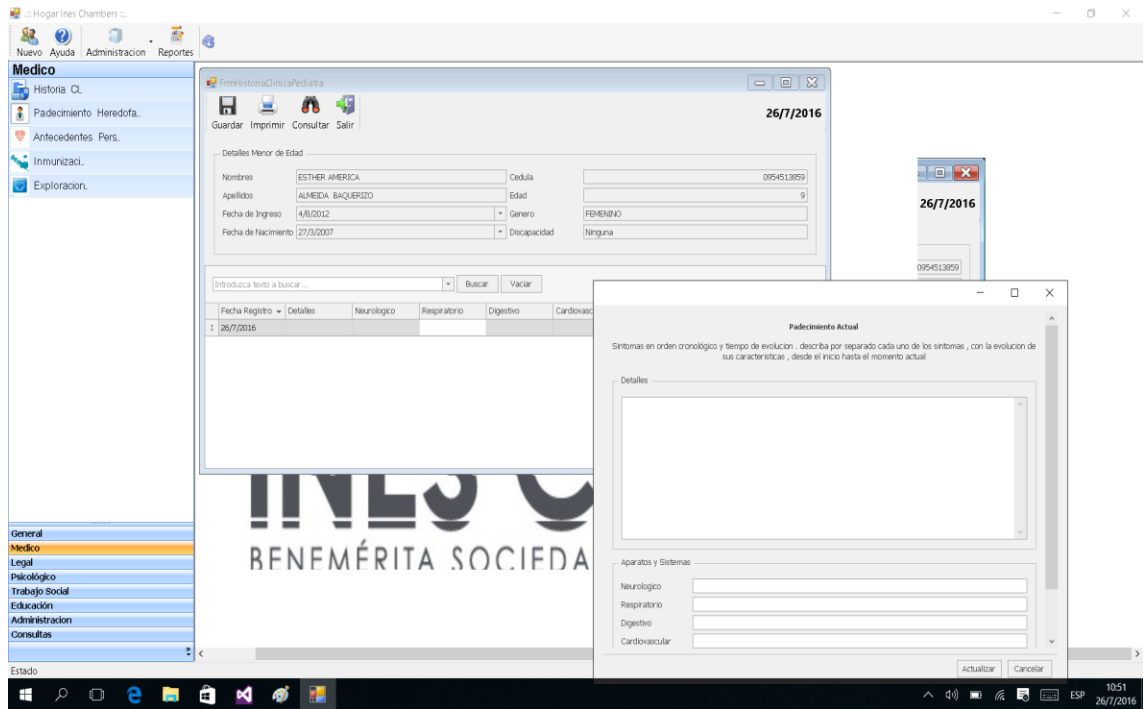 ..:: Hogar Ines Chambers ::..
Nuevo Ayuda Administracion Reportes
Medico
Historia Cl.
Padecimiento Heredofa..
Antecedentes Pers..
Inmunizaci..
Exploracion..
General
Medico
Legal
Psicológico
Trabajo Social
Educación
Administracion
Consultas
Estado
FrmHistoriaClinicaPediatra
Guardar Imprimir Consultar Salir
26/7/2016
Detalles Menor de Edad
Nombres ESTHER AMERICA Cedula 0954513859
Apellidos ALMEIDA BAQUERIZO Edad 9
Fecha de Ingreso 4/8/2012 Genero FEMENINO
Fecha de Nacimiento 27/3/2007 Discapacidad Ninguna
Introduzca texto a buscar... Buscar Vaciar
Fecha Registro Detalles Neurologico Respiratorio Digestivo Cardiovasc
26/7/2016
26/7/2016
0954513859
INES C
BENEMÉRITA SOCIEDA
Padecimiento Actual
Sintomas en orden cronológico y tiempo de evolucion . describa por separado cada uno de los sintomas , con la evolucion de
sus caracteristicas , desde el inicio hasta el momento actual
Detalles
Aparatos y Sistemas
Neurologico
Respiratorio
Digestivo
Cardiovascular
Actualizar Cancelar
ESP
10:51
26/7/2016